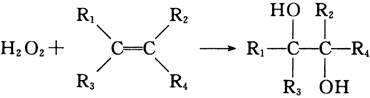 HO R₂
R₁ R₂
H₂O₂+ C=C ⟶ R₁—C—C—R₄
R₃ R₄
R₃ OH